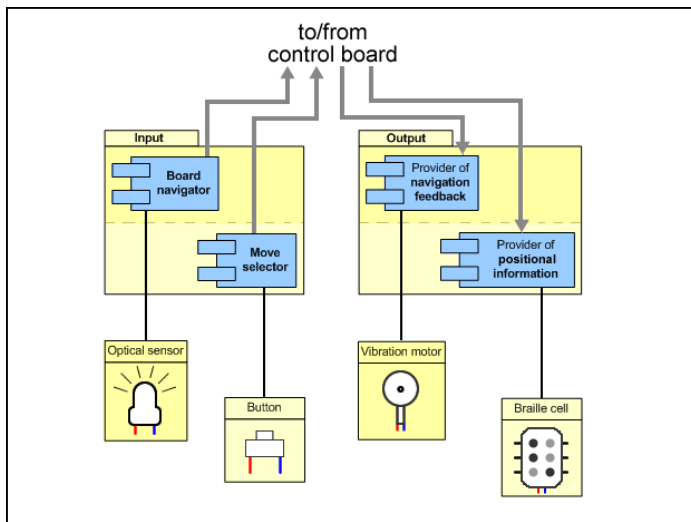 to/from
control board
Input
Board
navigator
Move
selector
Output
Provider of
navigation
feedback
Provider of
positional
information
Optical sensor
Button
Vibration motor
Braille cell